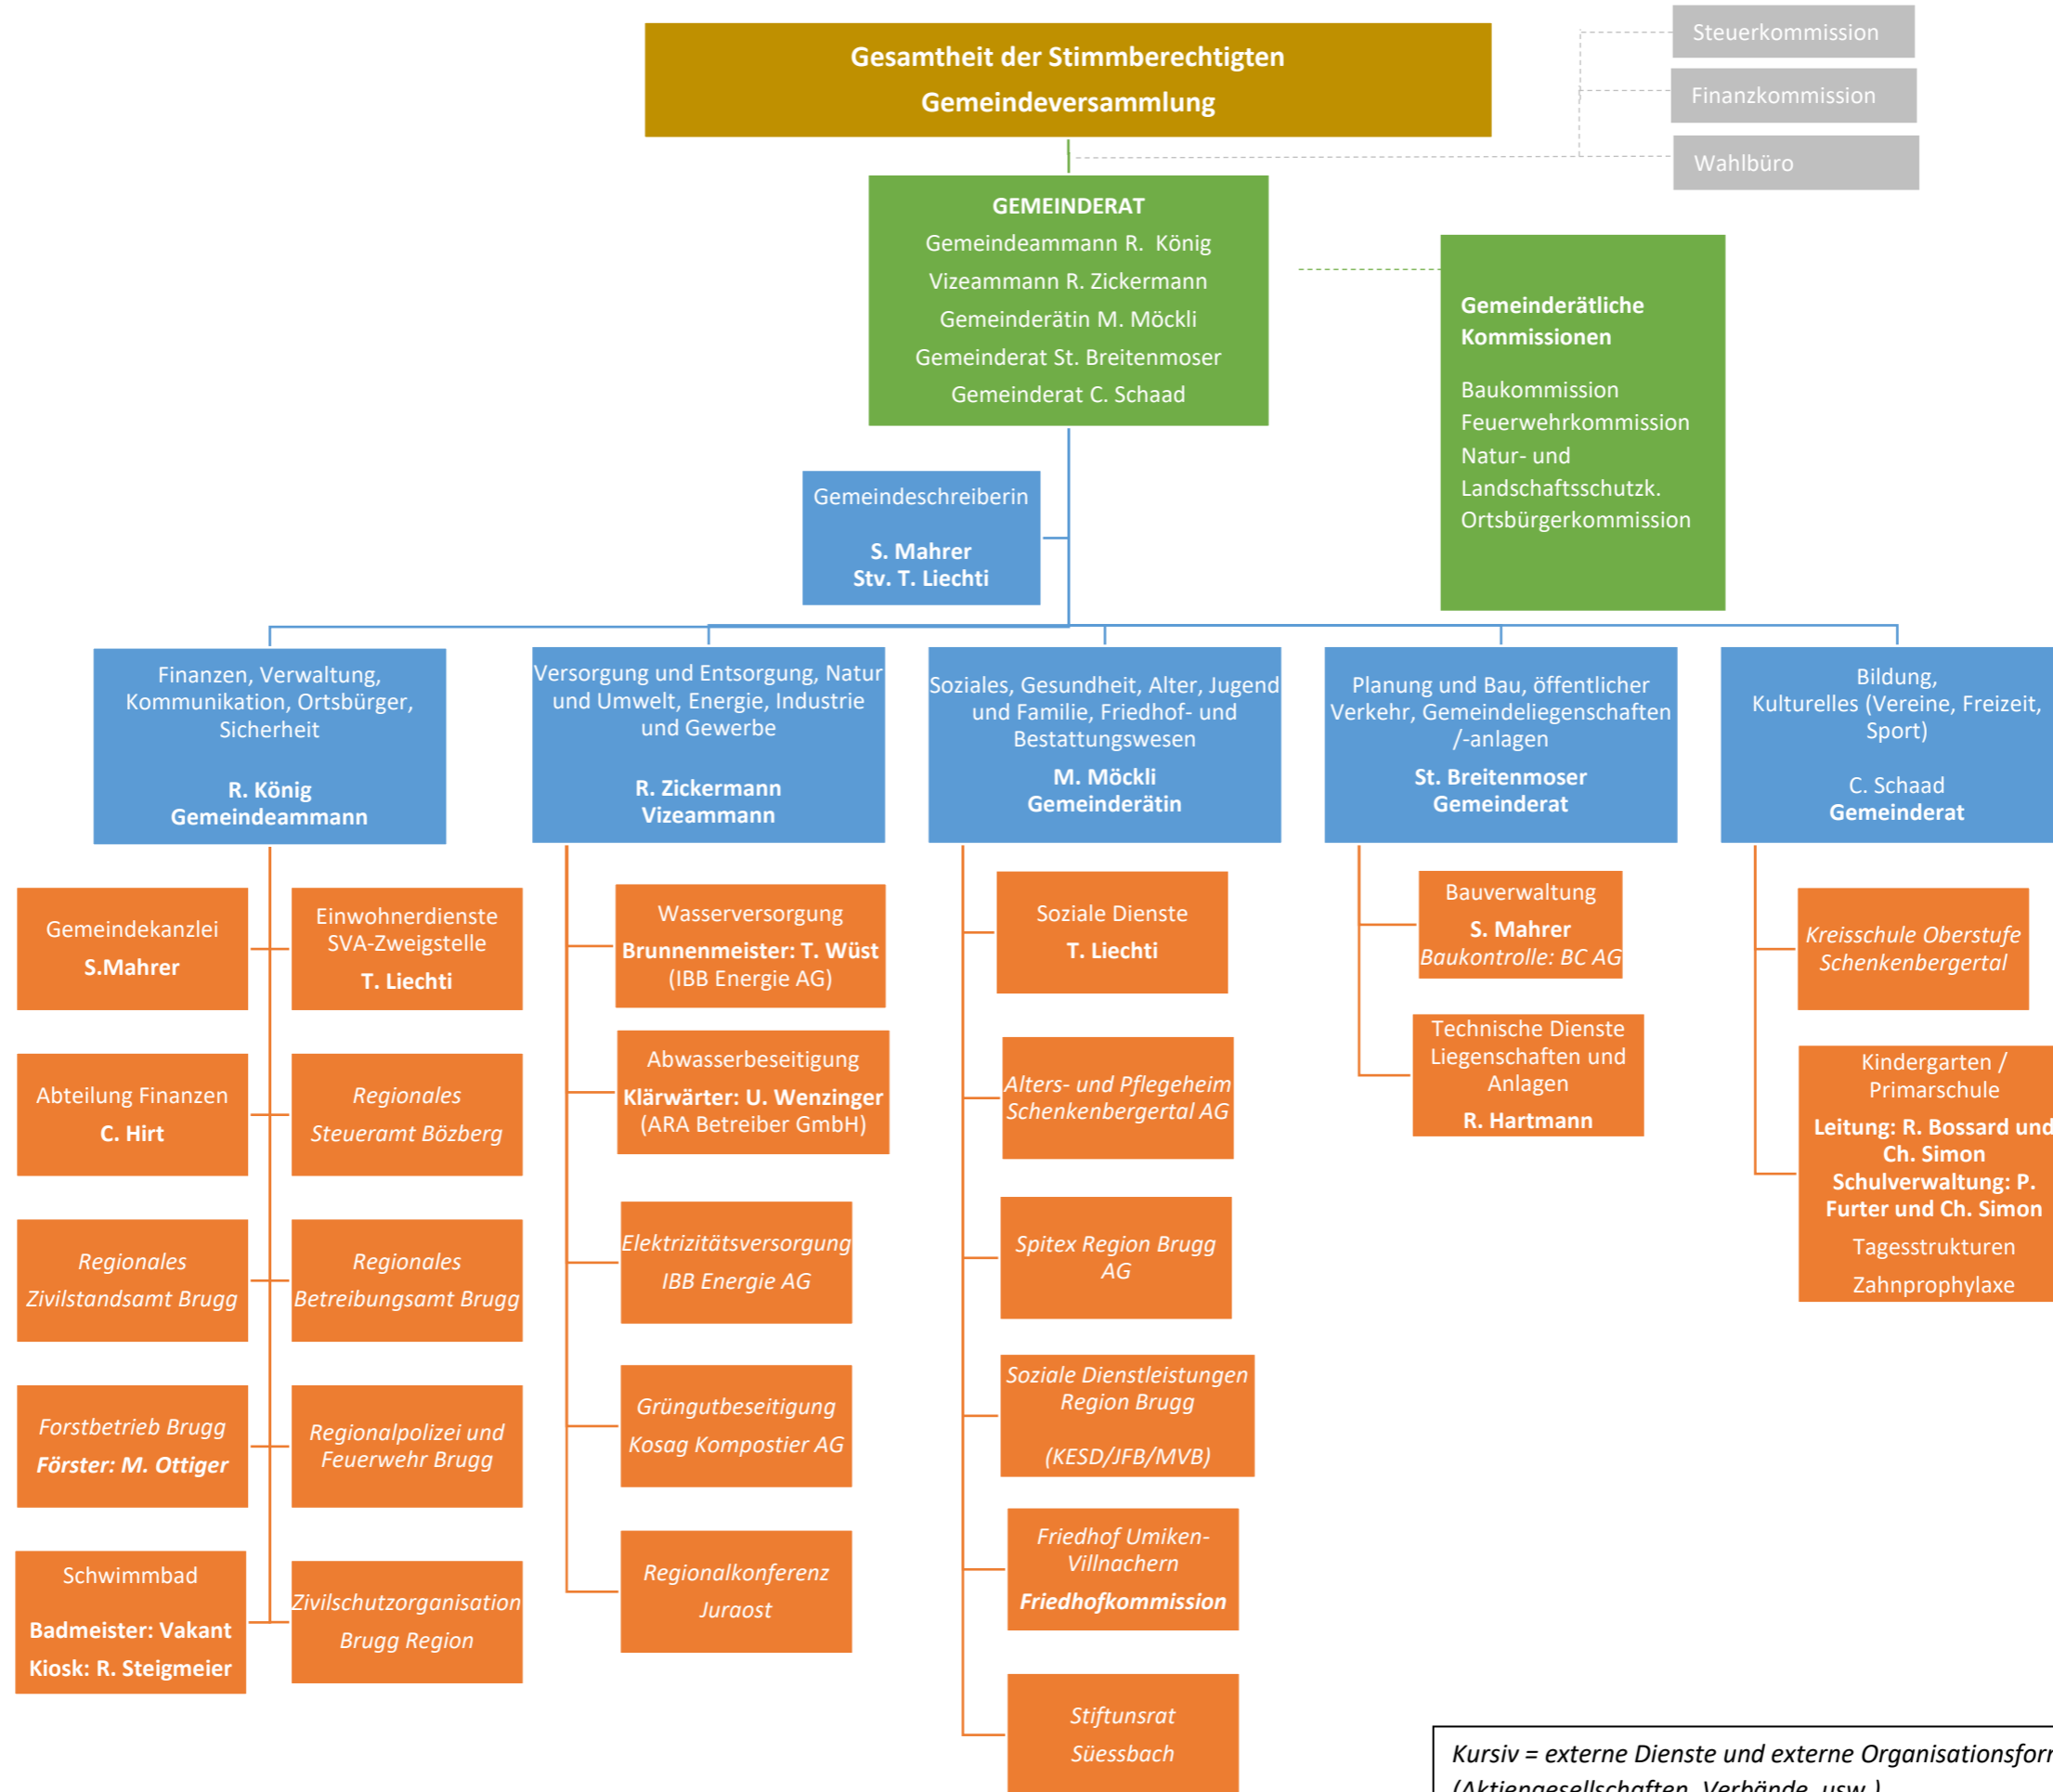 Gesamtheit der Stimmberechtigten
Gemeindeversammlung
Steuerkommission
Finanzkommission
Wahlbüro
GEMEINDERAT
Gemeindeammann R. König
Vizeammann R. Zickermann
Gemeinderätin M. Möckli
Gemeinderat St. Breitenmoser
Gemeinderat C. Schaad
Gemeinderätliche
Kommissionen
Baukommission
Feuerwehrkommission
Natur- und
Landschaftsschutzk.
Ortsbürgerkommission
Gemeindeschreiberin
S. Mahrer
Stv. T. Liechti
Finanzen, Verwaltung,
Kommunikation, Ortsbürger,
Sicherheit
R. König
Gemeindeammann
Versorgung und Entsorgung, Natur
und Umwelt, Energie, Industrie
und Gewerbe
R. Zickermann
Vizeammann
Soziales, Gesundheit, Alter, Jugend
und Familie, Friedhof- und
Bestattungswesen
M. Möckli
Gemeinderätin
Planung und Bau, öffentlicher
Verkehr, Gemeindeliegenschaften
/-anlagen
St. Breitenmoser
Gemeinderat
Bildung,
Kulturelles (Vereine, Freizeit,
Sport)
C. Schaad
Gemeinderat
Gemeindekanzlei
S.Mahrer
Einwohnerdienste
SVA-Zweigstelle
T. Liechti
Abteilung Finanzen
C. Hirt
Regionales
Steueramt Bözberg
Regionales
Zivilstandsamt Brugg
Regionales
Betreibungsamt Brugg
Forstbetrieb Brugg
Förster: M. Ottiger
Regionalpolizei und
Feuerwehr Brugg
Schwimmbad
Badmeister: Vakant
Kiosk: R. Steigmeier
Zivilschutzorganisation
Brugg Region
Wasserversorgung
Brunnenmeister: T. Wüst
(IBB Energie AG)
Abwasserbeseitigung
Klärwärter: U. Wenzinger
(ARA Betreiber GmbH)
Elektrizitätsversorgung
IBB Energie AG
Grüngutbeseitigung
Kosag Kompostier AG
Regionalkonferenz
Juraost
Soziale Dienste
T. Liechti
Alters- und Pflegeheim
Schenkenbergertal AG
Spitex Region Brugg
AG
Soziale Dienstleistungen
Region Brugg
(KESD/JFB/MVB)
Friedhof Umiken-
Villnachern
Friedhofkommission
Stiftunsrat
Süessbach
Bauverwaltung
S. Mahrer
Baukontrolle: BC AG
Technische Dienste
Liegenschaften und
Anlagen
R. Hartmann
Kreisschule Oberstufe
Schenkenbergertal
Kindergarten /
Primarschule
Leitung: R. Bossard und
Ch. Simon
Schulverwaltung: P.
Furter und Ch. Simon
Tagesstrukturen
Zahnprophylaxe
Kursiv = externe Dienste und externe Organisationsform
(Aktiengesellschaften, Verbände, usw.)